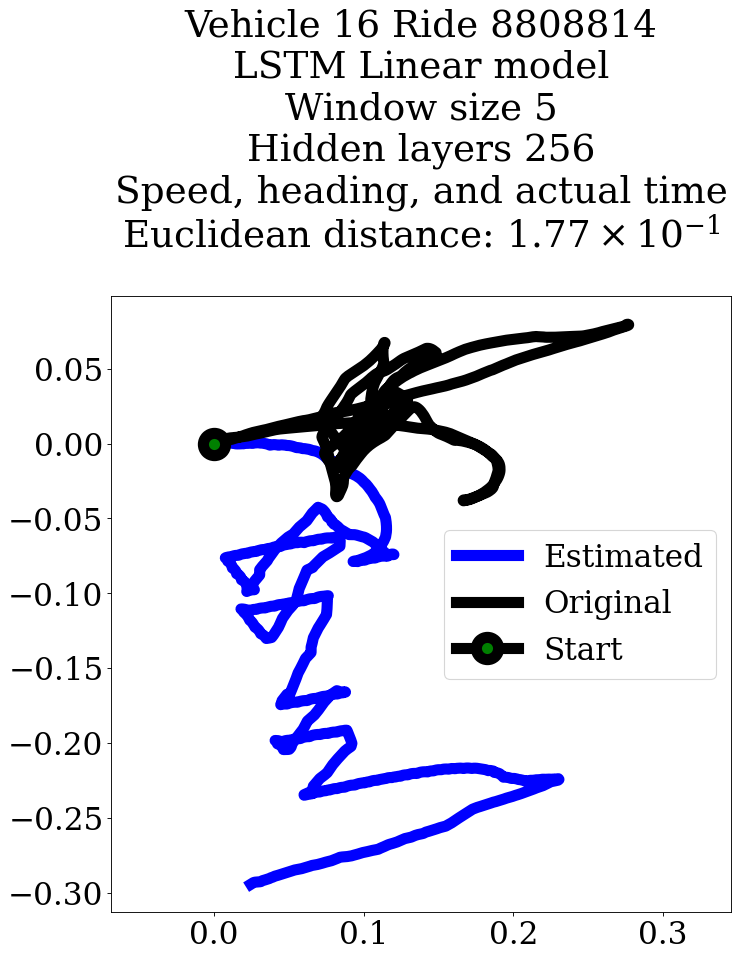 Vehicle 16 Ride 8808814
LSTM Linear model
Window size 5
Hidden layers 256
Speed, heading, and actual time
Euclidean distance: 1.77 × 10⁻¹
0.05
0.00
−0.05
−0.10
−0.15
−0.20
−0.25
−0.30
Estimated
Original
Start
0.0 0.1 0.2 0.3